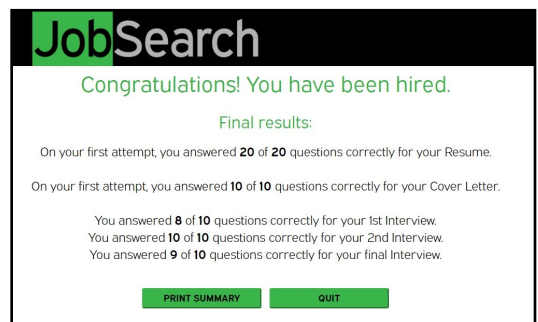 JobSearch
Congratulations! You have been hired.
Final results:
On your first attempt, you answered 20 of 20 questions correctly for your Resume.
On your first attempt, you answered 10 of 10 questions correctly for your Cover Letter.
You answered 8 of 10 questions correctly for your 1st Interview.
You answered 10 of 10 questions correctly for your 2nd Interview.
You answered 9 of 10 questions correctly for your final Interview.
PRINT SUMMARY QUIT